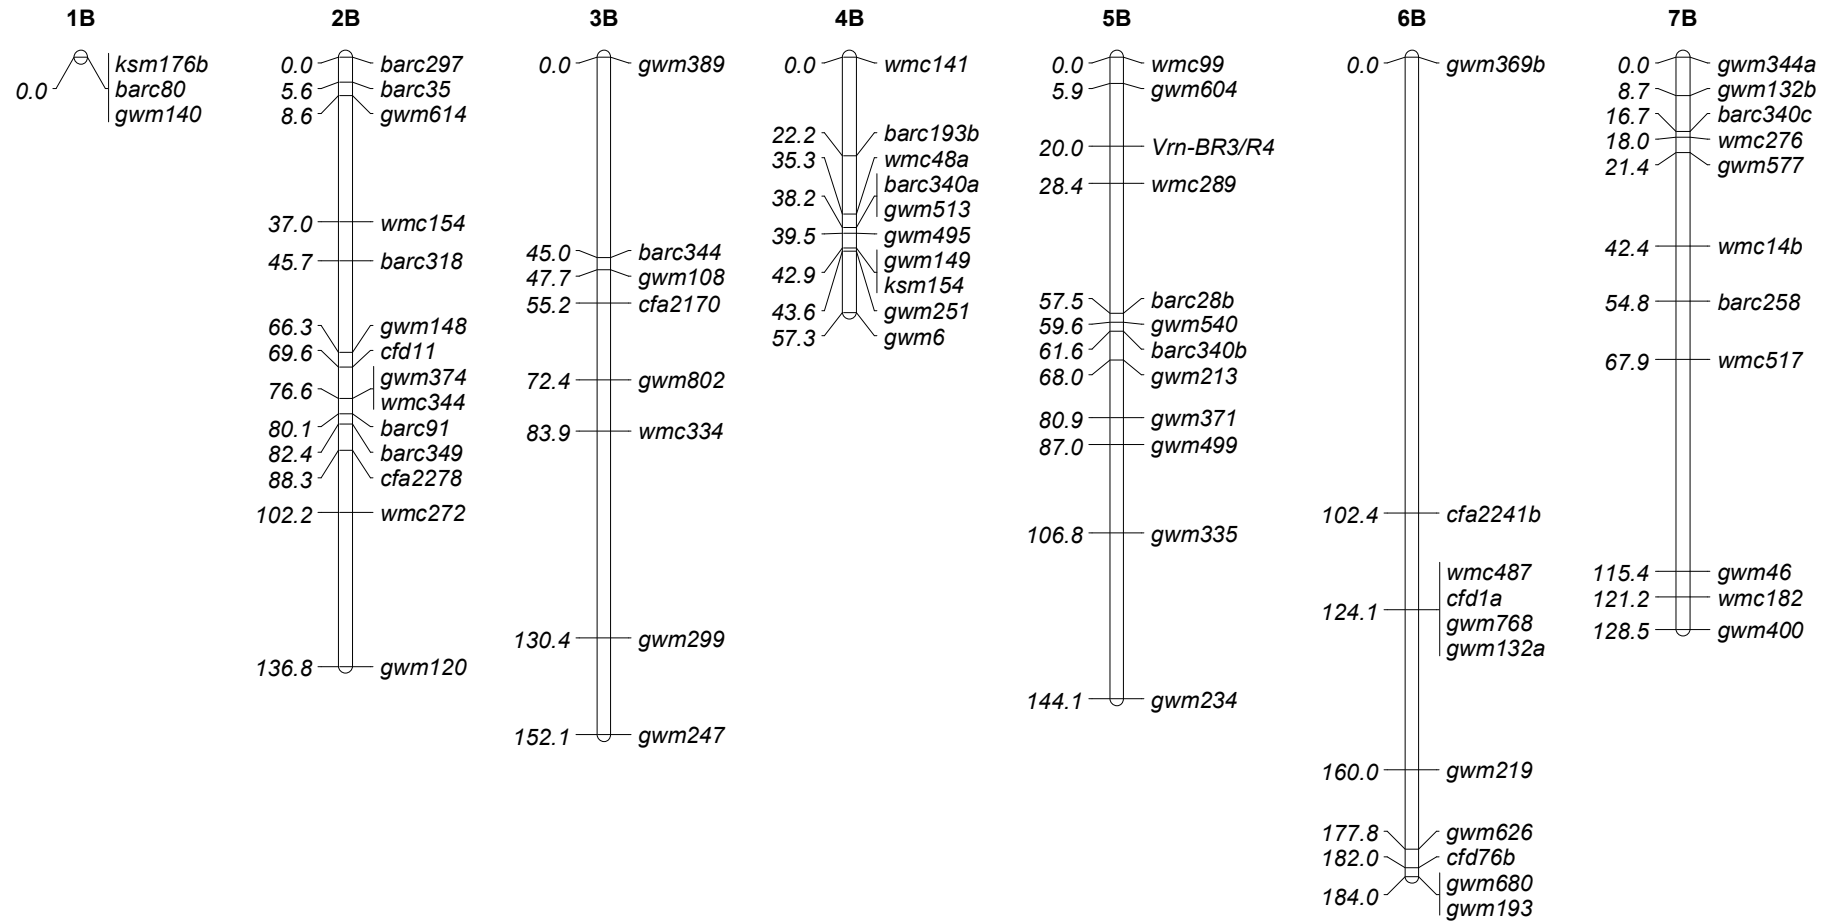 1B
0.0
ksm176b
barc80
gwm140
2B
0.0 barc297
5.6 barc35
8.6 gwm614
37.0 wmc154
45.7 barc318
66.3 gwm148
69.6 cfd11
76.6
gwm374
wmc344
80.1 barc91
82.4 barc349
88.3 cfa2278
102.2 wmc272
136.8 gwm120
3B
0.0 gwm389
45.0 barc344
47.7 gwm108
55.2 cfa2170
72.4 gwm802
83.9 wmc334
130.4 gwm299
152.1 gwm247
4B
0.0 wmc141
22.2 barc193b
35.3 wmc48a
38.2
barc340a
gwm513
39.5 gwm495
42.9
gwm149
ksm154
43.6 gwm251
57.3 gwm6
5B
0.0 wmc99
5.9 gwm604
20.0 Vrn-BR3/R4
28.4 wmc289
57.5 barc28b
59.6 gwm540
61.6 barc340b
68.0 gwm213
80.9 gwm371
87.0 gwm499
106.8 gwm335
144.1 gwm234
6B
0.0 gwm369b
102.4 cfa2241b
124.1
wmc487
cfd1a
gwm768
gwm132a
160.0 gwm219
177.8 gwm626
182.0 cfd76b
184.0
gwm680
gwm193
7B
0.0 gwm344a
8.7 gwm132b
16.7 barc340c
18.0 wmc276
21.4 gwm577
42.4 wmc14b
54.8 barc258
67.9 wmc517
115.4 gwm46
121.2 wmc182
128.5 gwm400